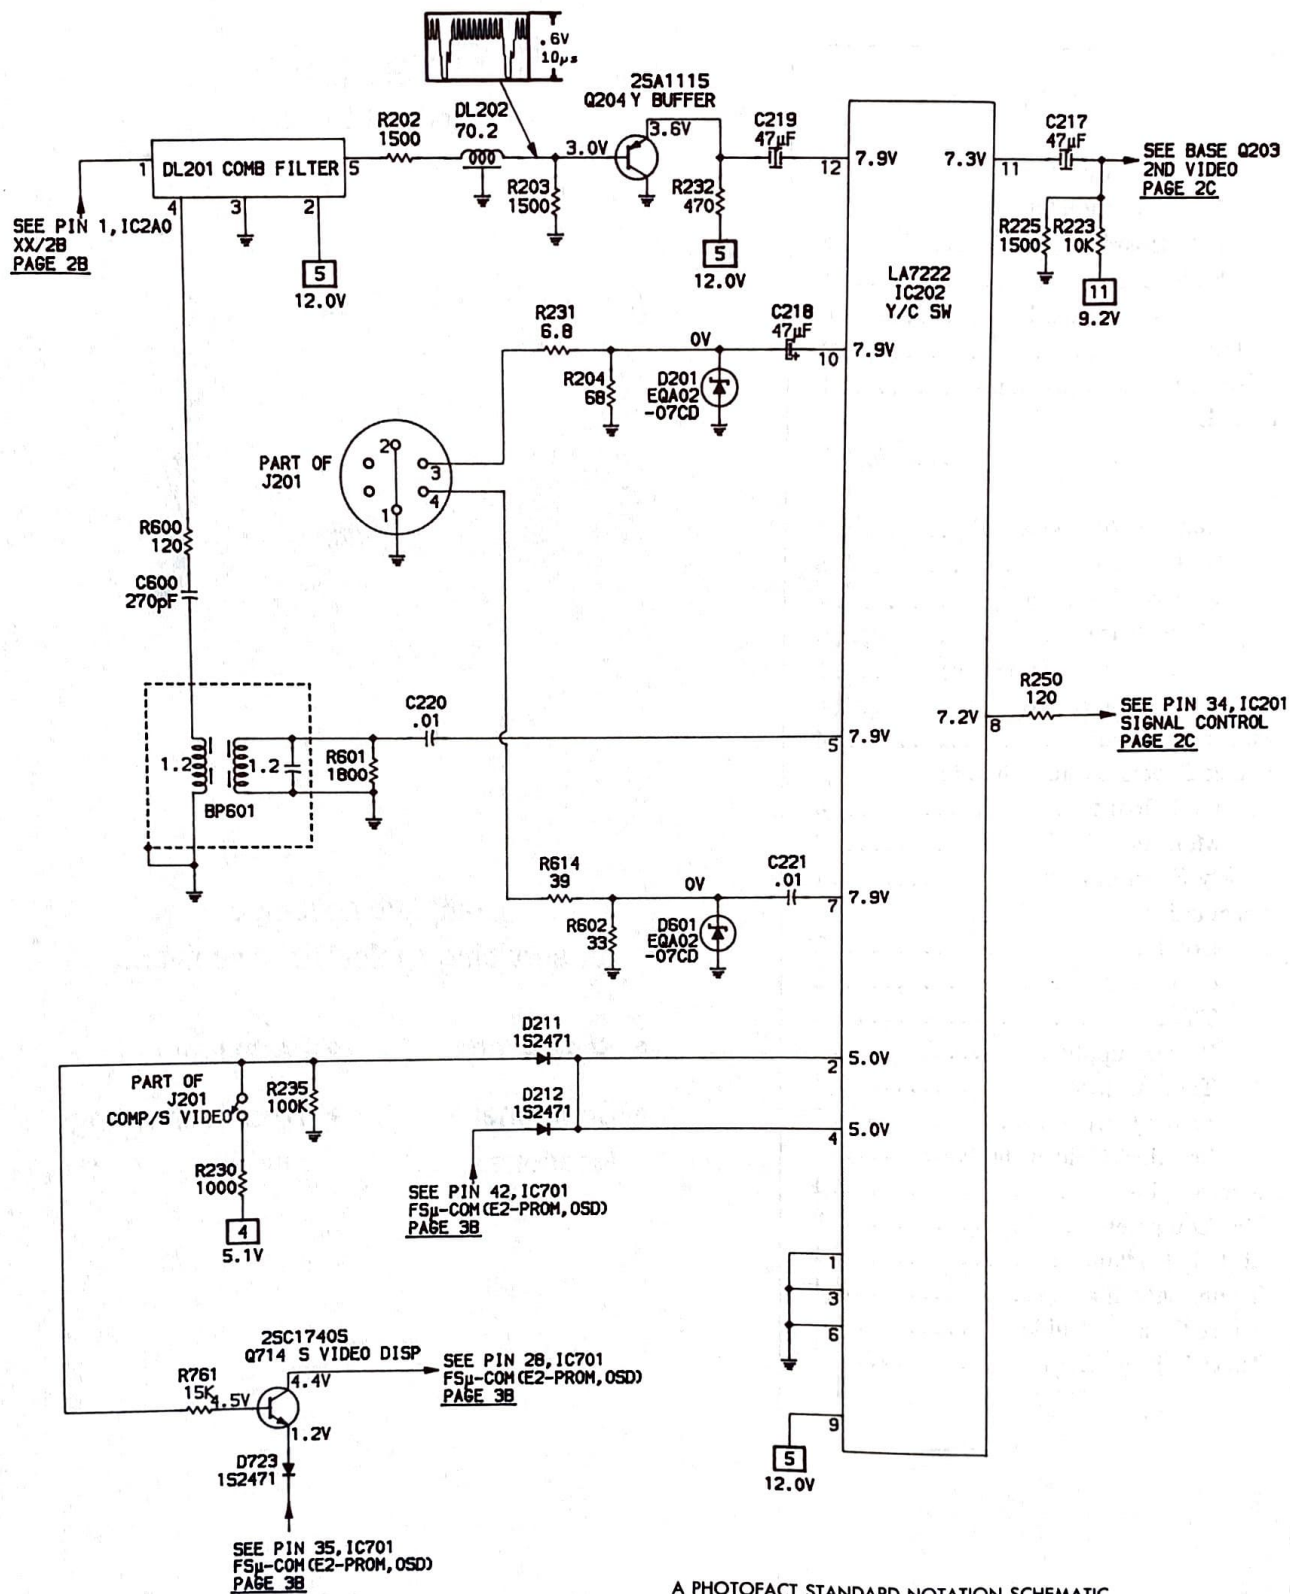 .6V
10µs
2SA1115
Q204 Y BUFFER
R202
1500
DL202
70.2
3.0V
3.6V
C219
47µF
C217
47µF
1
DL201 COMB FILTER
5
4
3
2
12
7.9V
7.3V
11
SEE BASE Q203
2ND VIDEO
PAGE 2C
R203
1500
R232
470
SEE PIN 1, IC2A0
XX/2B
PAGE 2B
5
12.0V
5
12.0V
R225
1500
R223
10K
LA7222
IC202
Y/C SW
11
9.2V
R231
6.8
0V
C218
47µF
+
10
7.9V
R204
68
D201
EQA02
-07CD
PART OF
J201
2
3
4
1
R600
120
C600
270pF
R250
120
7.2V
8
SEE PIN 34, IC201
SIGNAL CONTROL
PAGE 2C
C220
.01
5
7.9V
1.2
1.2
R601
1800
BP601
R614
39
0V
C221
.01
7
7.9V
R602
33
D601
EQA02
-07CD
D211
1S2471
2
5.0V
PART OF
J201
COMP/S VIDEO
R235
100K
D212
1S2471
4
5.0V
R230
1000
SEE PIN 42, IC701
FSµ-COM(E2-PROM, OSD)
PAGE 3B
4
5.1V
1
3
6
2SC1740S
Q714 S VIDEO DISP
SEE PIN 28, IC701
FSµ-COM(E2-PROM, OSD)
PAGE 3B
R761
15K
4.5V
4.4V
1.2V
9
D723
1S2471
5
12.0V
SEE PIN 35, IC701
FSµ-COM(E2-PROM, OSD)
PAGE 3B
A PHOTOFACT STANDARD NOTATION SCHEMATIC